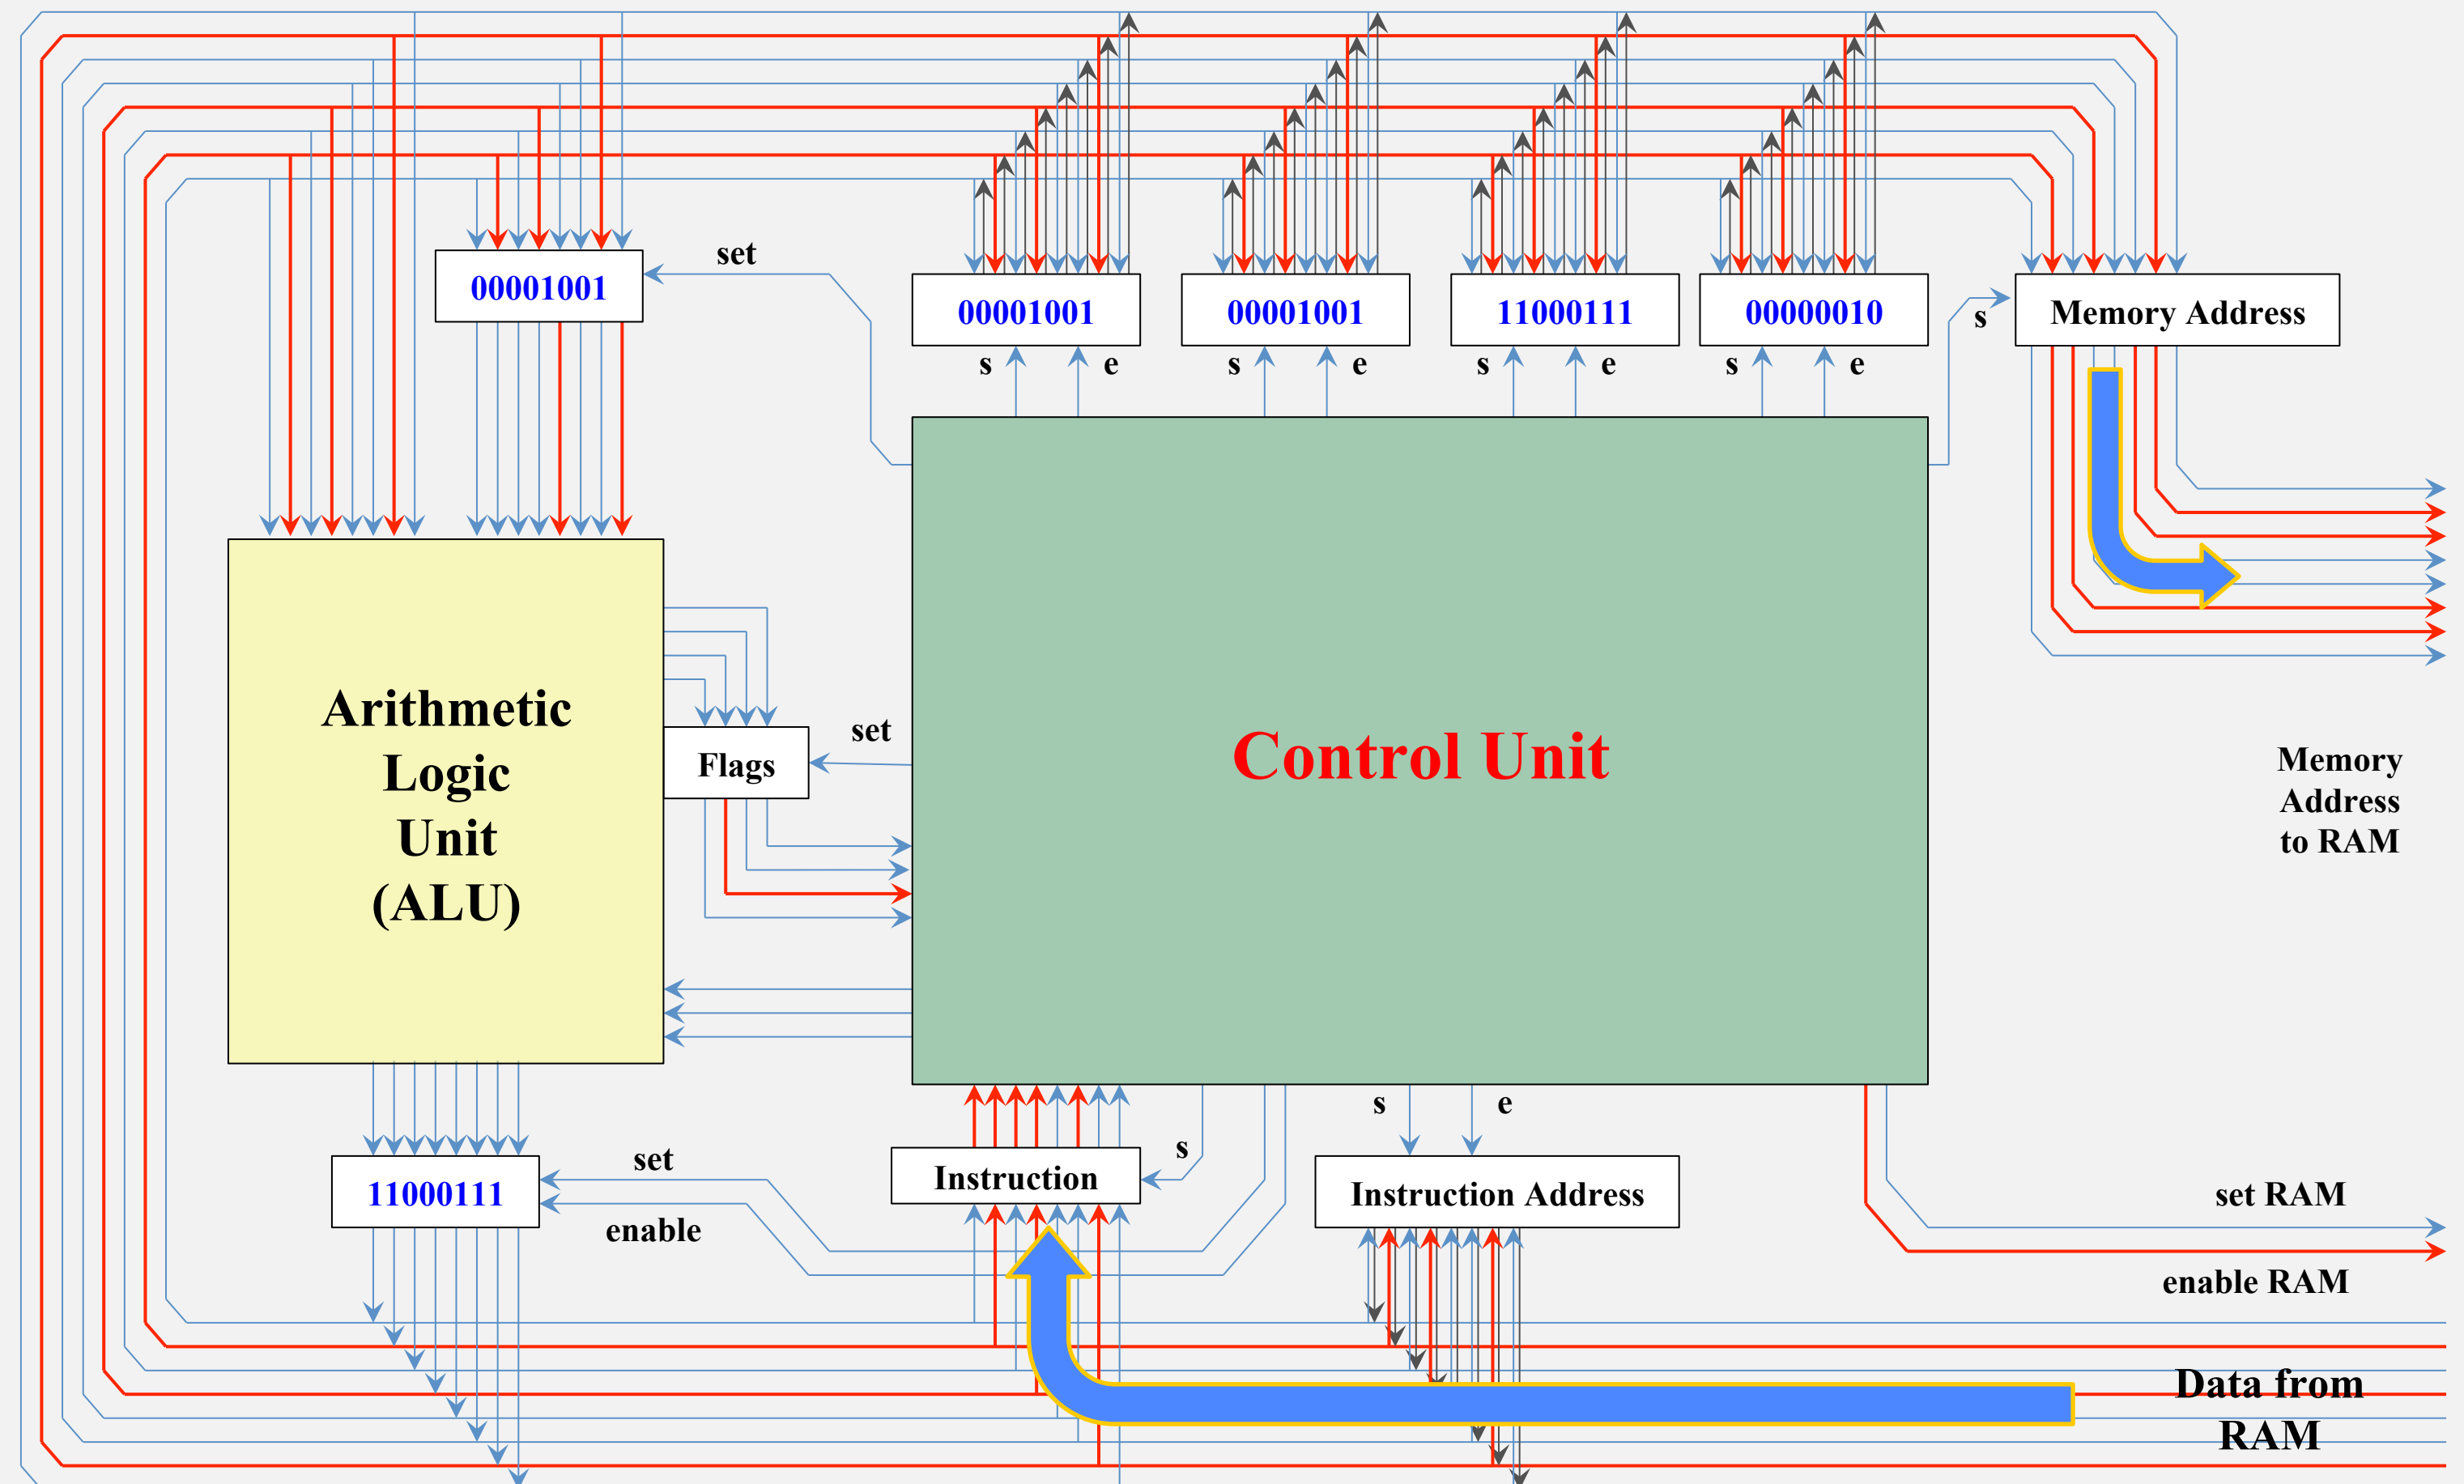 set
00001001
00001001
00001001
11000111
00000010
Memory Address
s
s
e
s
e
s
e
s
e
Arithmetic
Logic
Unit
(ALU)
Flags
set
Control Unit
Memory
Address
to RAM
s
e
set
11000111
enable
Instruction
s
Instruction Address
set RAM
enable RAM
Data from
RAM